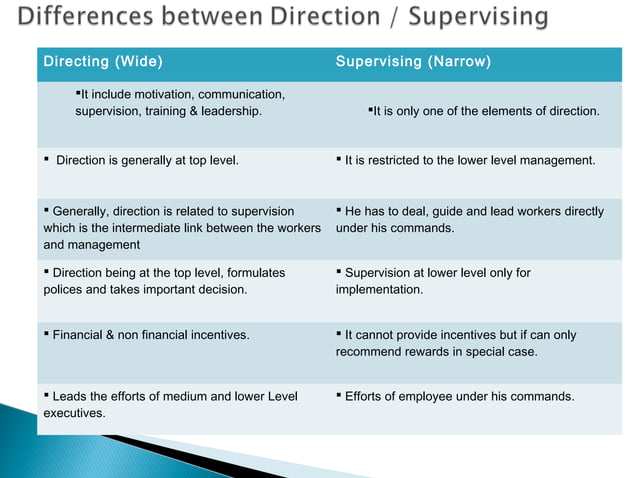 Differences between Direction / Supervising
Directing (Wide)
Supervising (Narrow)
▪It include motivation, communication,
supervision, training & leadership.
▪It is only one of the elements of direction.
▪ Direction is generally at top level.
▪ It is restricted to the lower level management.
▪ Generally, direction is related to supervision
which is the intermediate link between the workers
and management
▪ He has to deal, guide and lead workers directly
under his commands.
▪ Direction being at the top level, formulates
polices and takes important decision.
▪ Supervision at lower level only for
implementation.
▪ Financial & non financial incentives.
▪ It cannot provide incentives but if can only
recommend rewards in special case.
▪ Leads the efforts of medium and lower Level
executives.
▪ Efforts of employee under his commands.